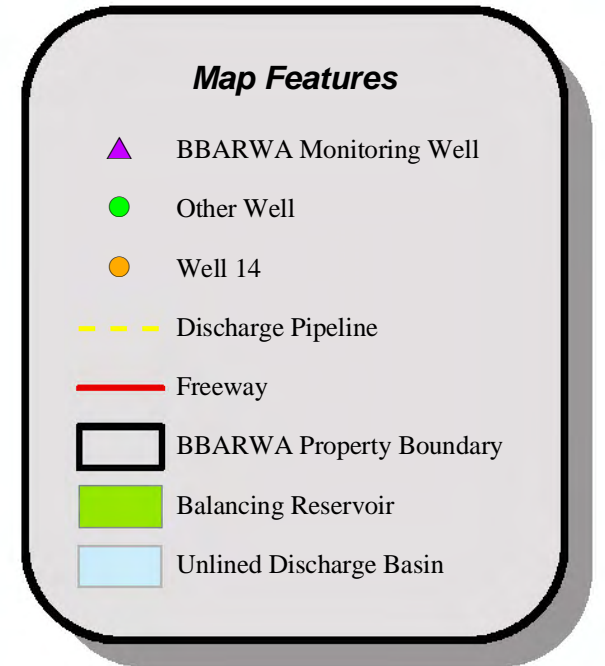 Map Features
BBARWA Monitoring Well
Other Well
Well 14
Discharge Pipeline
Freeway
BBARWA Property Boundary
Balancing Reservoir
Unlined Discharge Basin